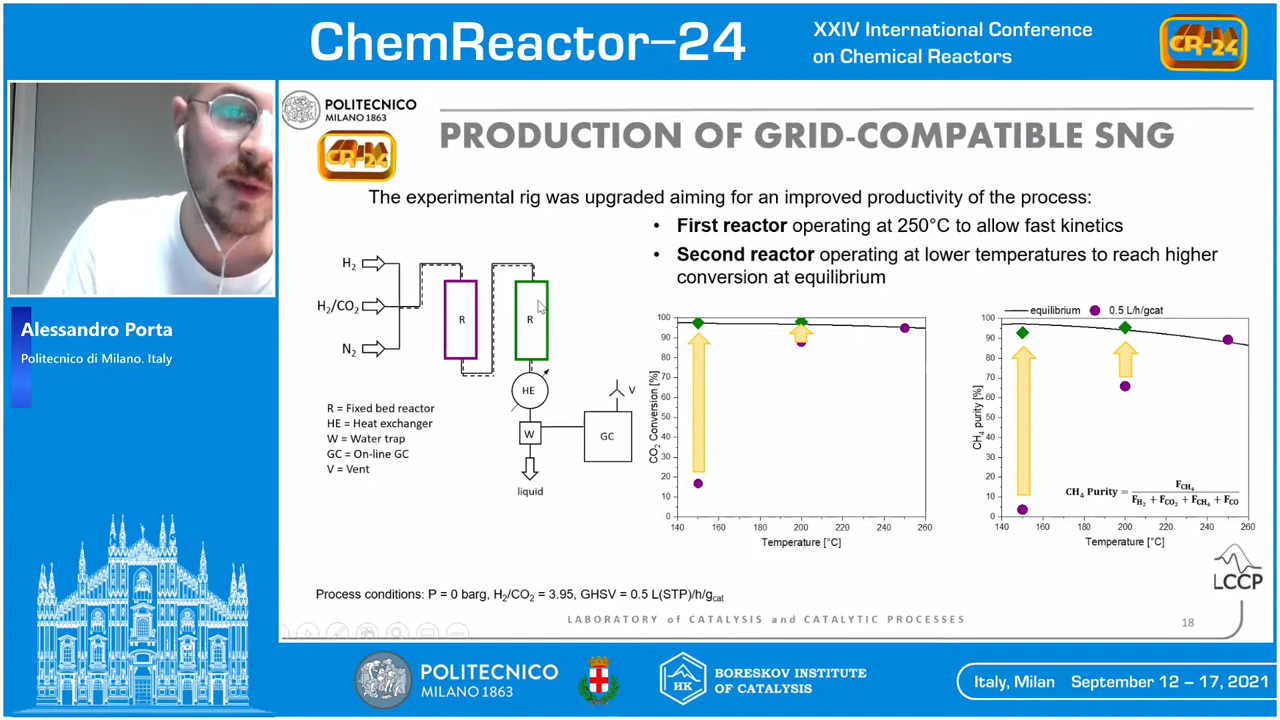 ChemReactor–24
XXIV International Conference
on Chemical Reactors
CR-24
POLITECNICO
MILANO 1863
CR-24
PRODUCTION OF GRID-COMPATIBLE SNG
The experimental rig was upgraded aiming for an improved productivity of the process:
• First reactor operating at 250°C to allow fast kinetics
• Second reactor operating at lower temperatures to reach higher
conversion at equilibrium
Alessandro Porta
Politecnico di Milano. Italy
H₂
H₂/CO₂
N₂
R
R
HE
W
GC
V
liquid
R = Fixed bed reactor
HE = Heat exchanger
W = Water trap
GC = On-line GC
V = Vent
CO₂ Conversion [%]
100
90
80
70
60
50
40
30
20
10
0
140 160 180 200 220 240 260
Temperature [°C]
equilibrium 0.5 L/h/gcat
CH₄ purity [%]
100
90
80
70
60
50
40
30
20
10
0
CH₄ Purity = F_CH₄ / (F_H₂ + F_CO₂ + F_CH₄ + F_CO)
140 160 180 200 220 240 260
Temperature [°C]
LCCP
Process conditions: P = 0 barg, H₂/CO₂ = 3.95, GHSV = 0.5 L(STP)/h/gcat
LABORATORY of CATALYSIS and CATALYTIC PROCESSES
18
POLITECNICO
MILANO 1863
HK
BORESKOV INSTITUTE
OF CATALYSIS
Italy, Milan September 12 – 17, 2021